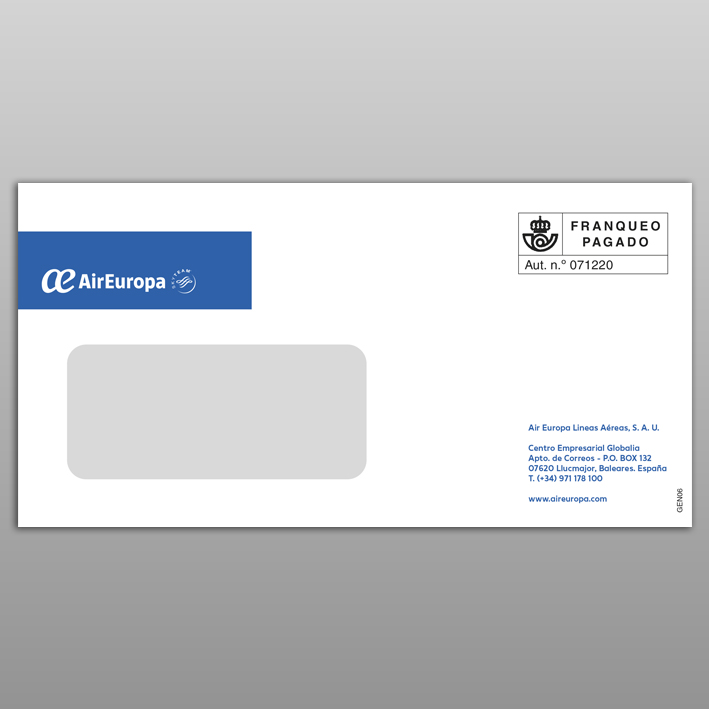 æ AirEuropa SKYTEAM
FRANQUEO
PAGADO
Aut. n.º 071220
Air Europa Lineas Aéreas, S. A. U.
Centro Empresarial Globalia
Apto. de Correos - P.O. BOX 132
07620 Llucmajor, Baleares. España
T. (+34) 971 178 100
www.aireuropa.com
GEN06